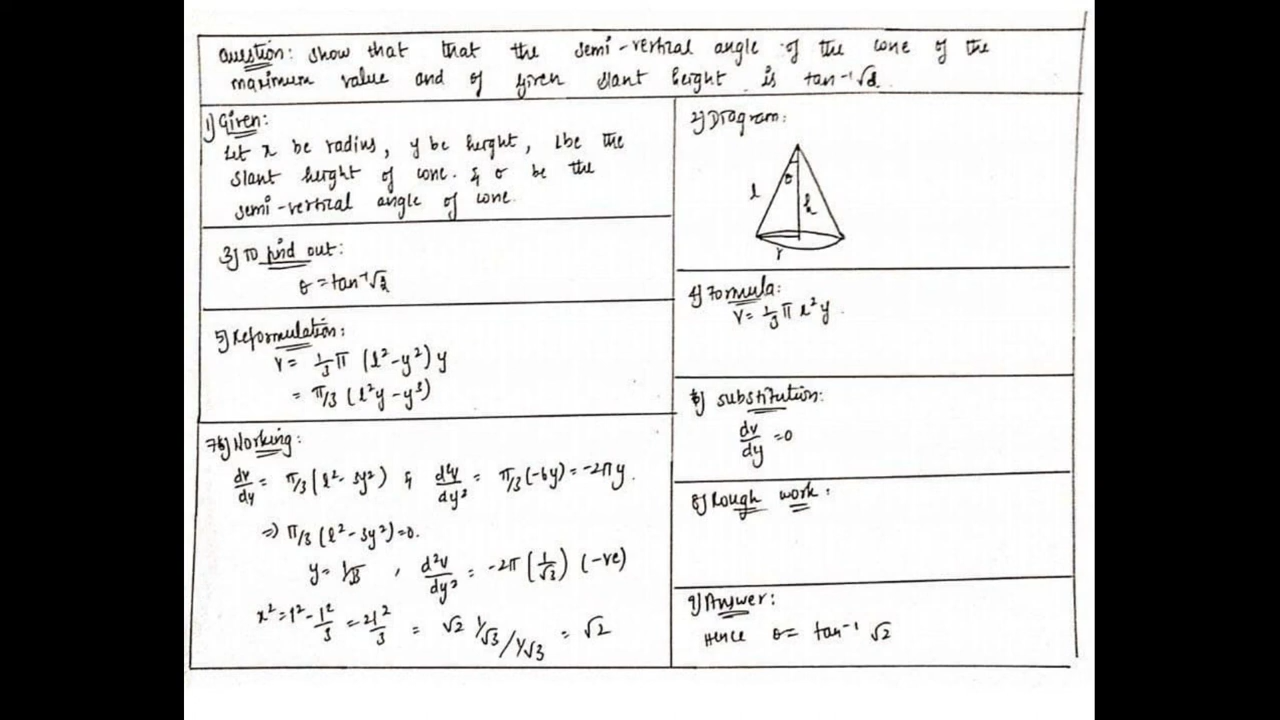 Question: Show that that the semi-vertical angle of the cone of the
maximum value and of given slant height is tan⁻¹√2.
1) Given:
Let x be radius, y be height, l be the
slant height of cone. & θ be the
semi-vertical angle of cone.
2) Diagram:
θ
l
h
r
3) To find out:
θ = tan⁻¹√2
4) Formula:
V = 1/3 π x² y.
5) Reformulation:
V = 1/3 π (l² - y²) y
= π/3 (l²y - y³)
6) substitution:
dv/dy = 0
7) Working:
dv/dy = π/3 (l² - 3y²) & d²v/dy² = π/3 (-6y) = -2πy.
=> π/3 (l² - 3y²) = 0.
y = l/√3 , d²v/dy² = -2π (l/√3) (-ve)
x² = l² - l²/3 = 2l²/3 = √2 l/√3 / l/√3 = √2
8) Rough work:
9) Answer:
Hence θ = tan⁻¹ √2